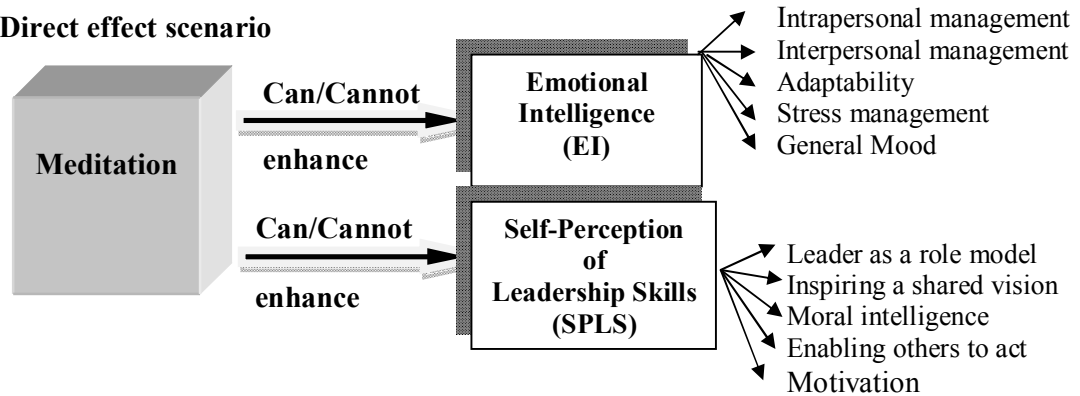 Direct effect scenario
Meditation
Can/Cannot
enhance
Emotional
Intelligence
(EI)
Intrapersonal management
Interpersonal management
Adaptability
Stress management
General Mood
Can/Cannot
enhance
Self-Perception
of
Leadership Skills
(SPLS)
Leader as a role model
Inspiring a shared vision
Moral intelligence
Enabling others to act
Motivation